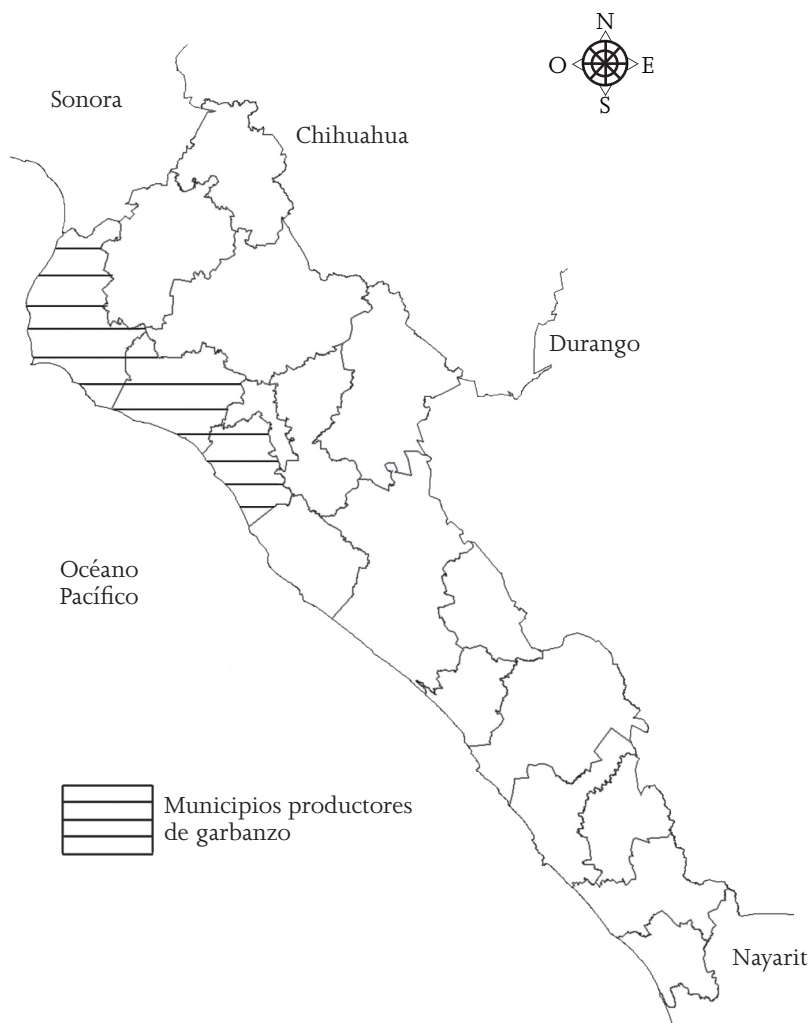 N
O
E
S
Sonora
Chihuahua
Durango
Océano
Pacífico
Municipios productores
de garbanzo
Nayarit